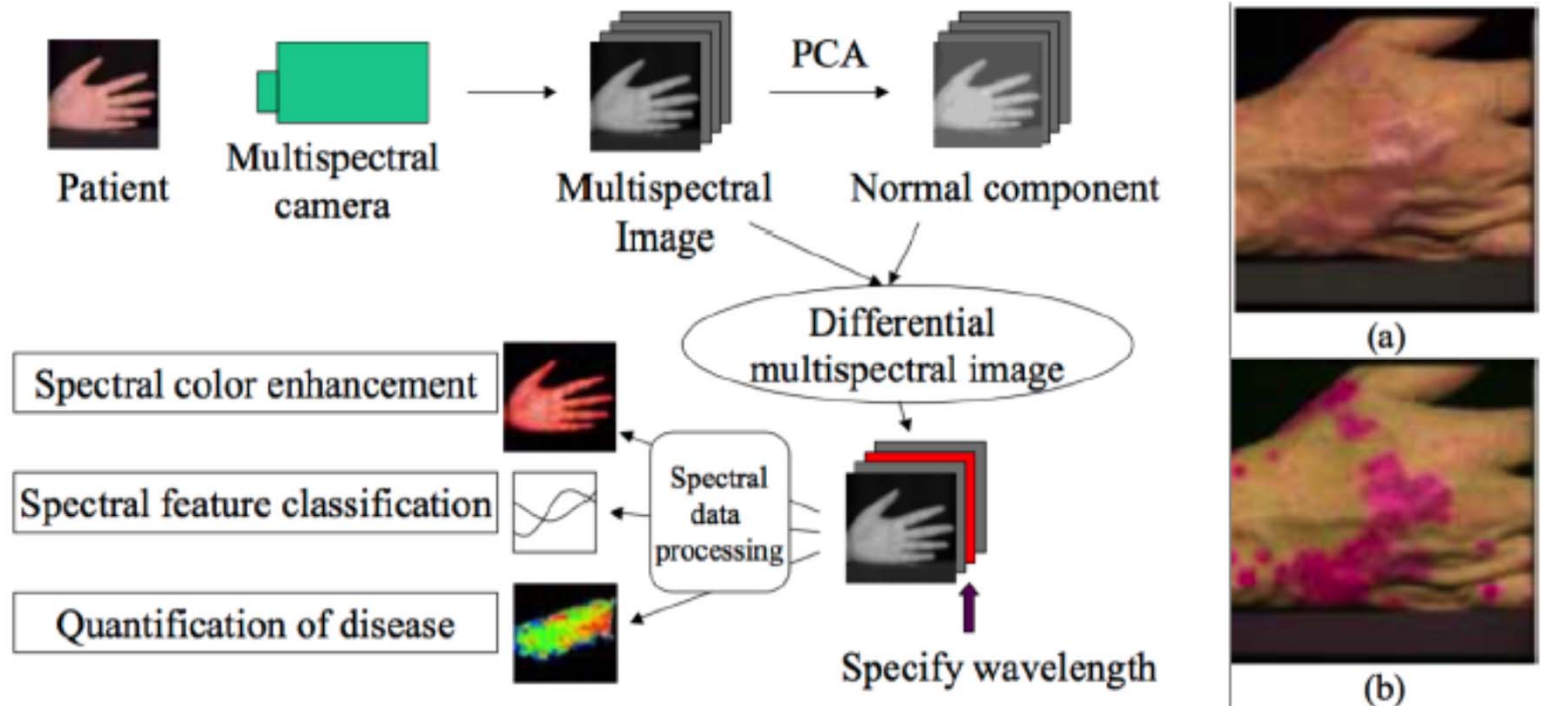 PCA
Patient
Multispectral
camera
Multispectral
Image
Normal component
Differential
multispectral image
Spectral color enhancement
Spectral feature classification
Quantification of disease
Spectral
data
processing
Specify wavelength
(a)
(b)